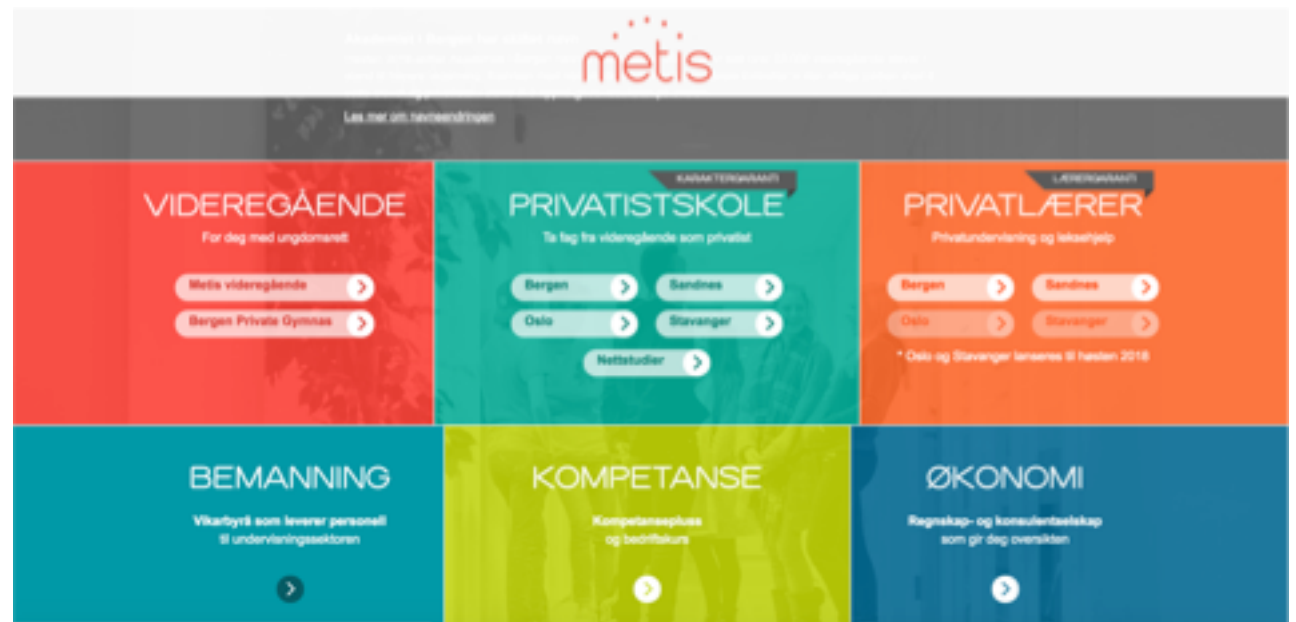 metis
Les mer om navneendringen
VIDEREGÅENDE
For deg med ungdomsrett
Metis videregående
Bergen Private Gymnas
KARAKTERGARANTI
PRIVATISTSKOLE
Ta fag fra videregående som privatist
Bergen
Sandnes
Oslo
Stavanger
Nettstudier
LÆRERGARANTI
PRIVATLÆRER
Privatundervisning og leksehjelp
Bergen
Sandnes
Oslo
Stavanger
* Oslo og Stavanger lanseres til høsten 2018
BEMANNING
Vikarbyrå som leverer personell
til undervisningssektoren
KOMPETANSE
Kompetansepluss
og bedriftskurs
ØKONOMI
Regnskap- og konsulentselskap
som gir deg oversikten